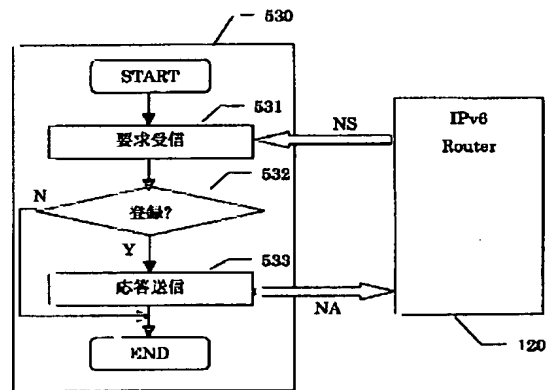 530
START
531
要求受信
NS
IPv6
Router
532
N
登録?
Y
533
応答送信
NA
END
120